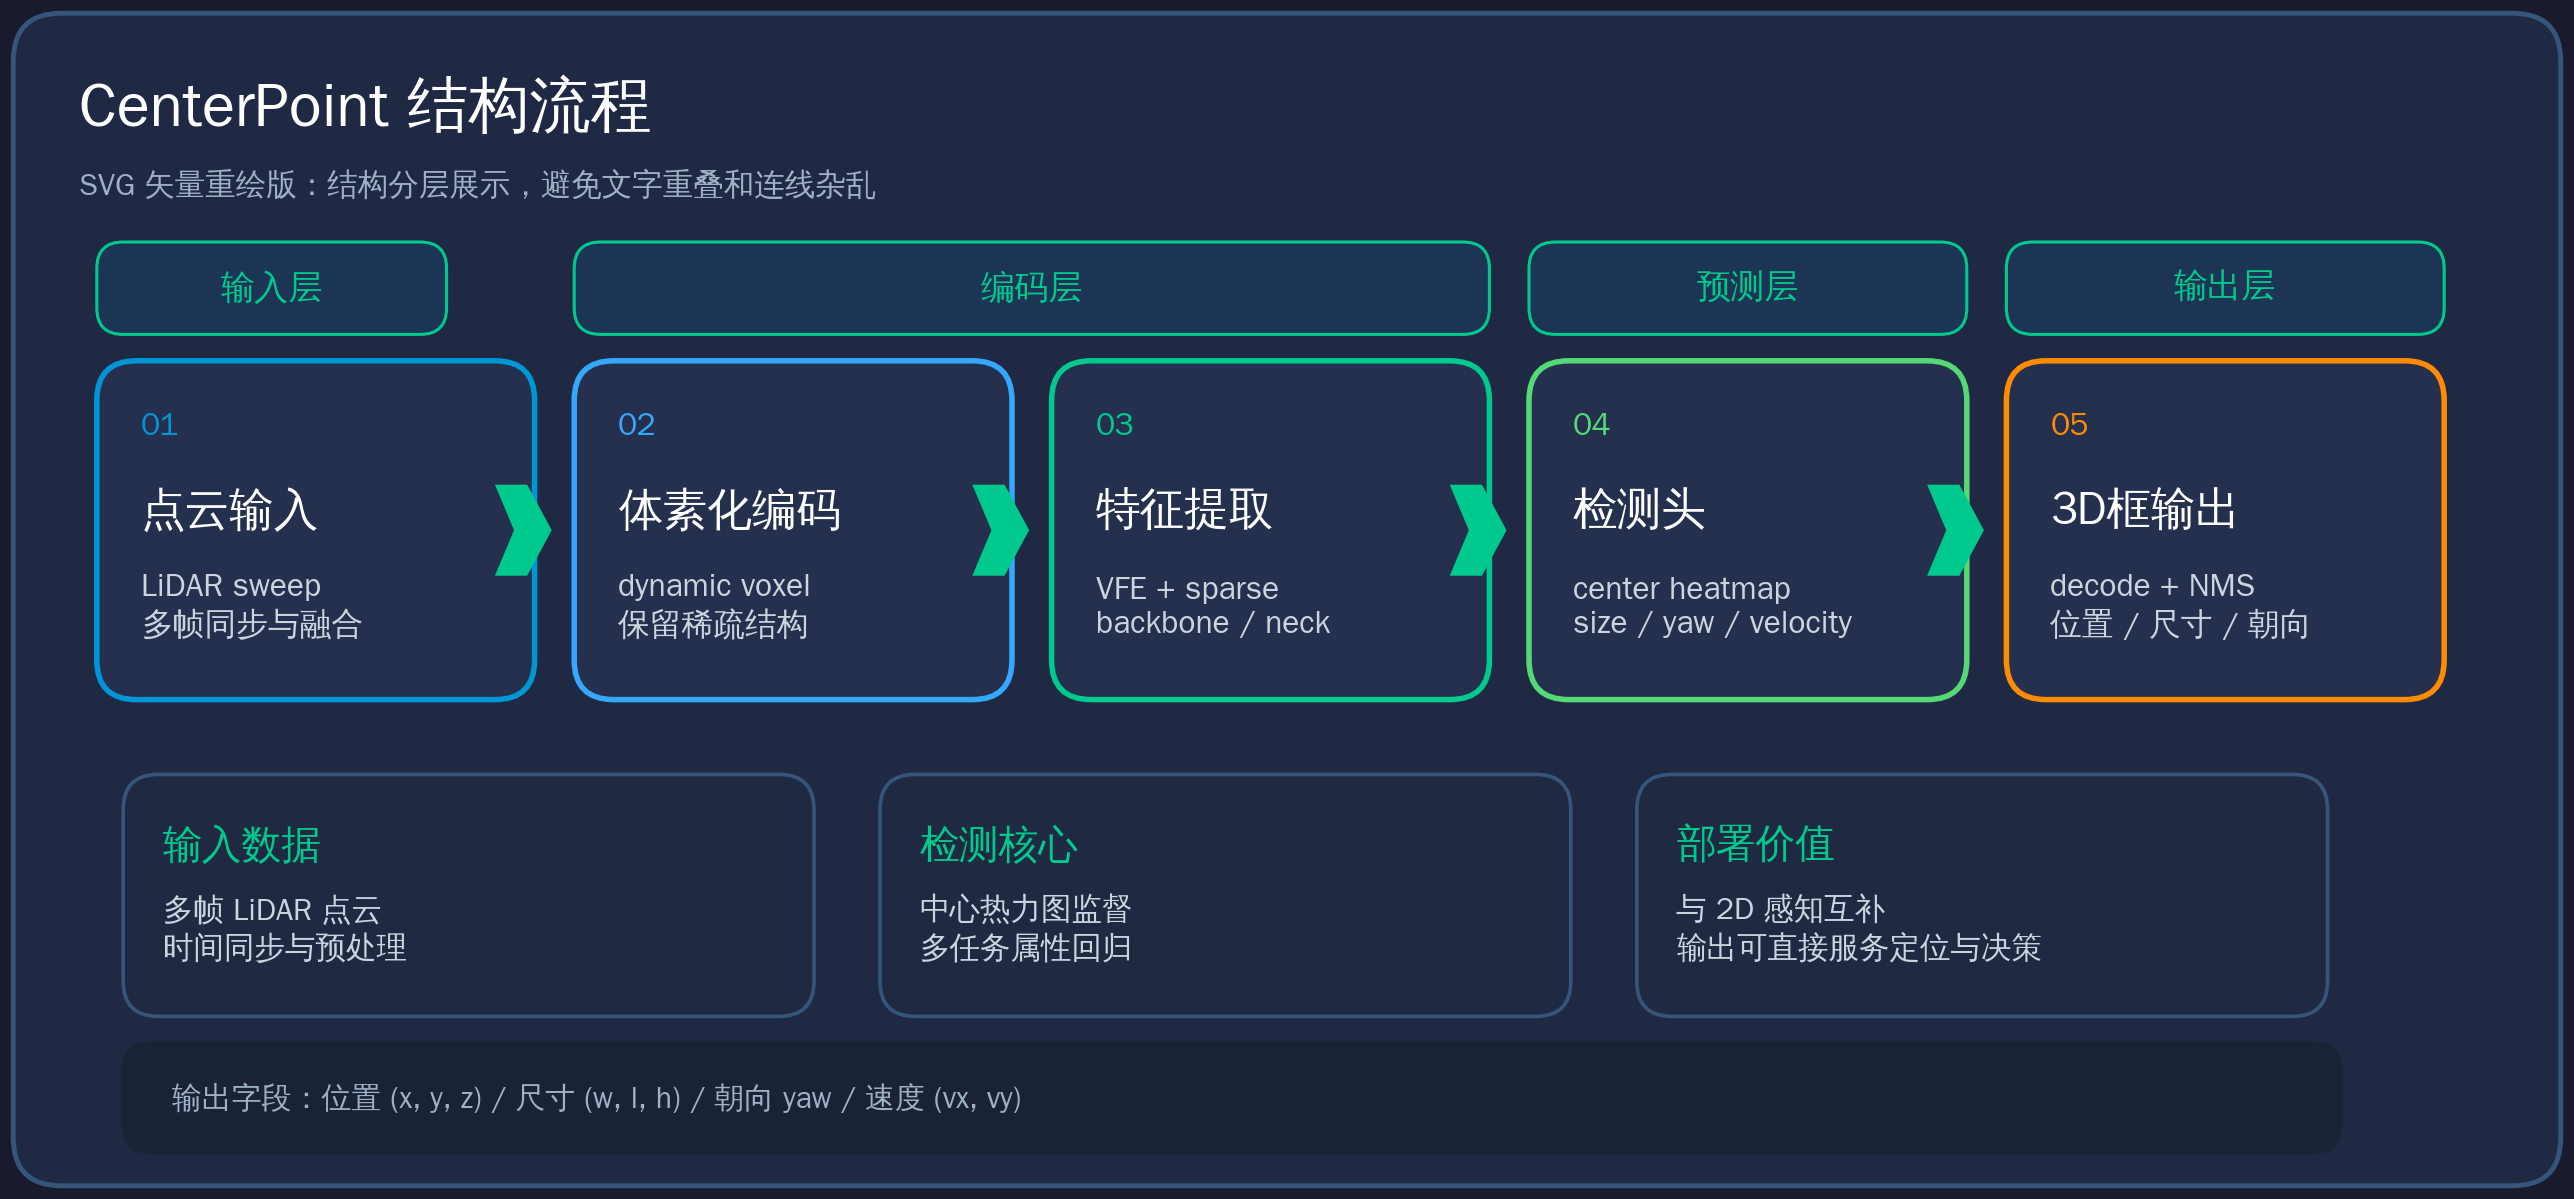 CenterPoint 结构流程
SVG 矢量重绘版：结构分层展示，避免文字重叠和连线杂乱
输入层
编码层
预测层
输出层
01
点云输入
LiDAR sweep
多帧同步与融合
02
体素化编码
dynamic voxel
保留稀疏结构
03
特征提取
VFE + sparse
backbone / neck
04
检测头
center heatmap
size / yaw / velocity
05
3D框输出
decode + NMS
位置 / 尺寸 / 朝向
输入数据
多帧 LiDAR 点云
时间同步与预处理
检测核心
中心热力图监督
多任务属性回归
部署价值
与 2D 感知互补
输出可直接服务定位与决策
输出字段：位置 (x, y, z) / 尺寸 (w, l, h) / 朝向 yaw / 速度 (vx, vy)